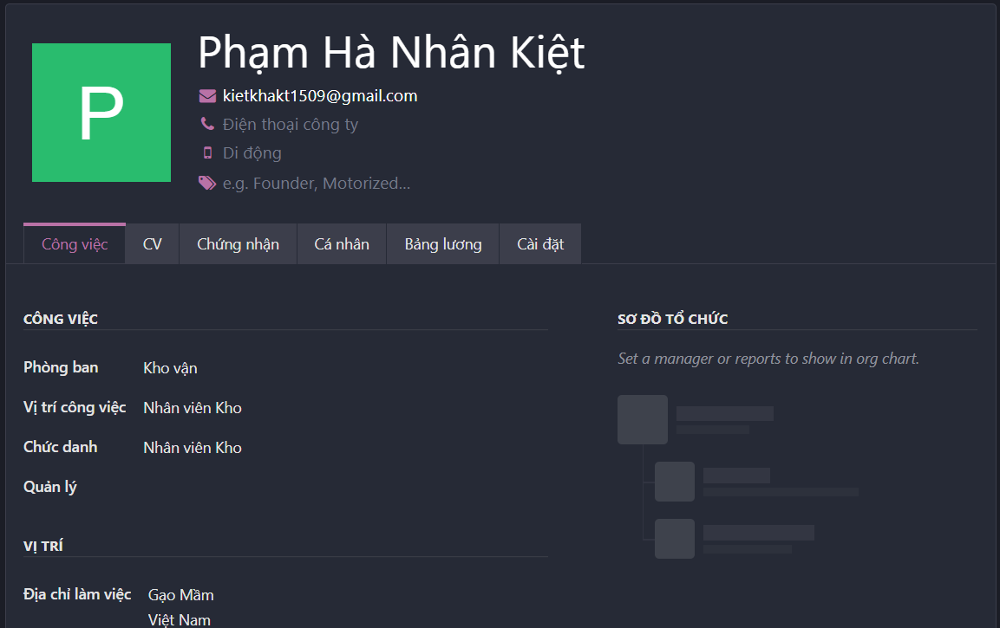 P
Phạm Hà Nhân Kiệt
kietkhakt1509@gmail.com
Điện thoại công ty
Di động
e.g. Founder, Motorized...
Công việc CV Chứng nhận Cá nhân Bảng lương Cài đặt
CÔNG VIỆC
Phòng ban Kho vận
Vị trí công việc Nhân viên Kho
Chức danh Nhân viên Kho
Quản lý
VỊ TRÍ
Địa chỉ làm việc Gạo Mầm
Việt Nam
SƠ ĐỒ TỔ CHỨC
Set a manager or reports to show in org chart.